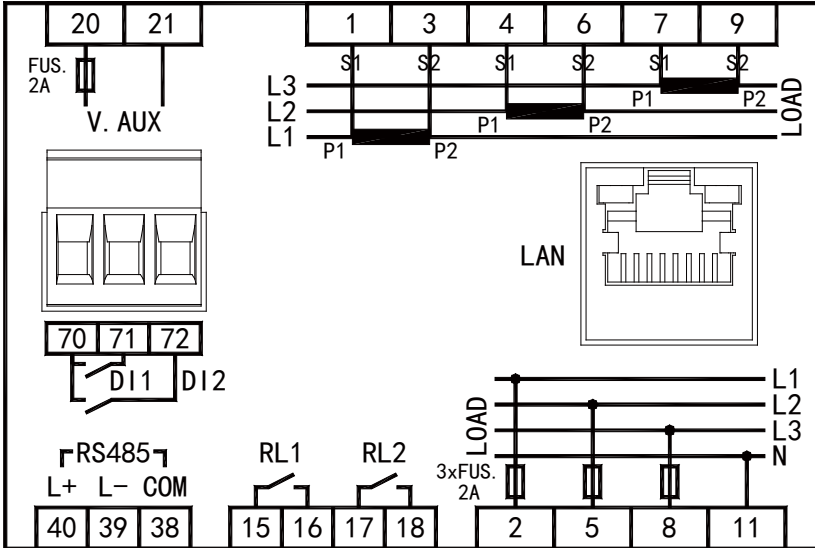 20 21 1 3 4 6 7 9
FUS. 2A
S1 S2 S1 S2 S1 S2
V. AUX
L3
L2
L1
P1 P2
P1 P2
P1 P2
LOAD
LAN
70 71 72
DI1 DI2
RS485
L+ L- COM
40 39 38
RL1 RL2
15 16 17 18
L1
L2
L3
N
LOAD
3xFUS.
2A
2 5 8 11